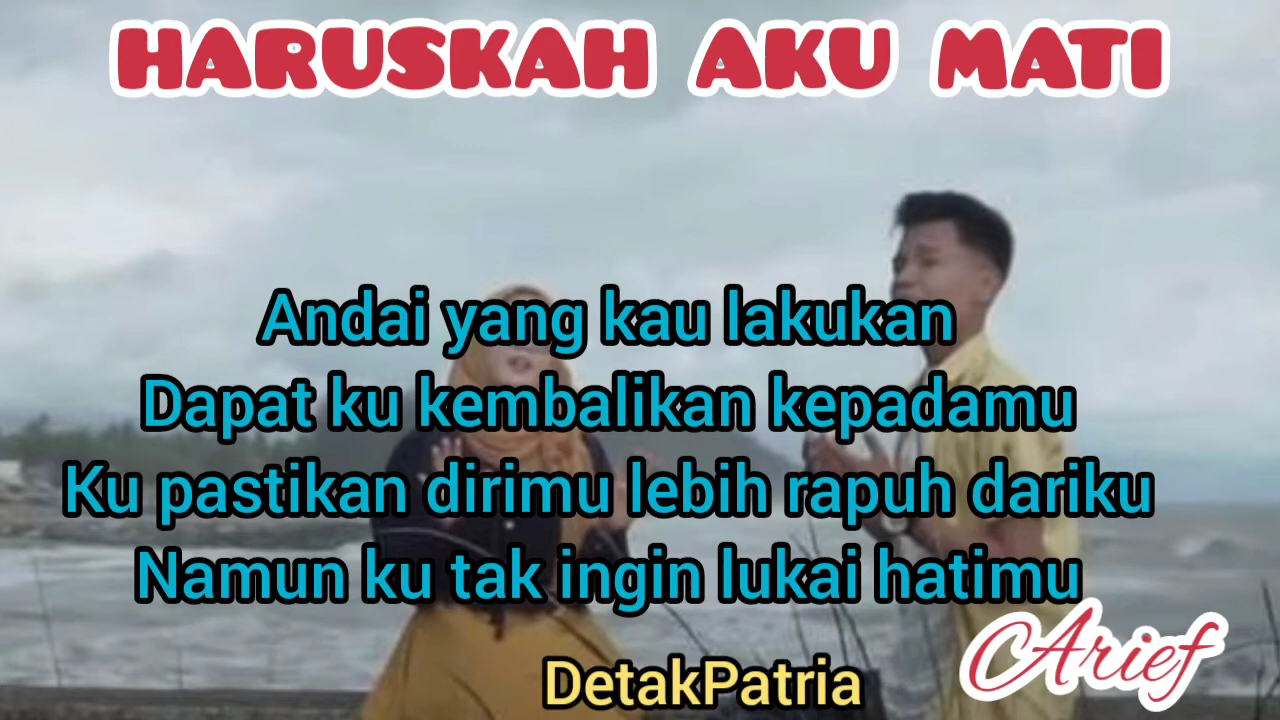 HARUSKAH AKU MATI
Andai yang kau lakukan
Dapat ku kembalikan kepadamu
Ku pastikan dirimu lebih rapuh dariku
Namun ku tak ingin lukai hatimu
Arief
DetakPatria